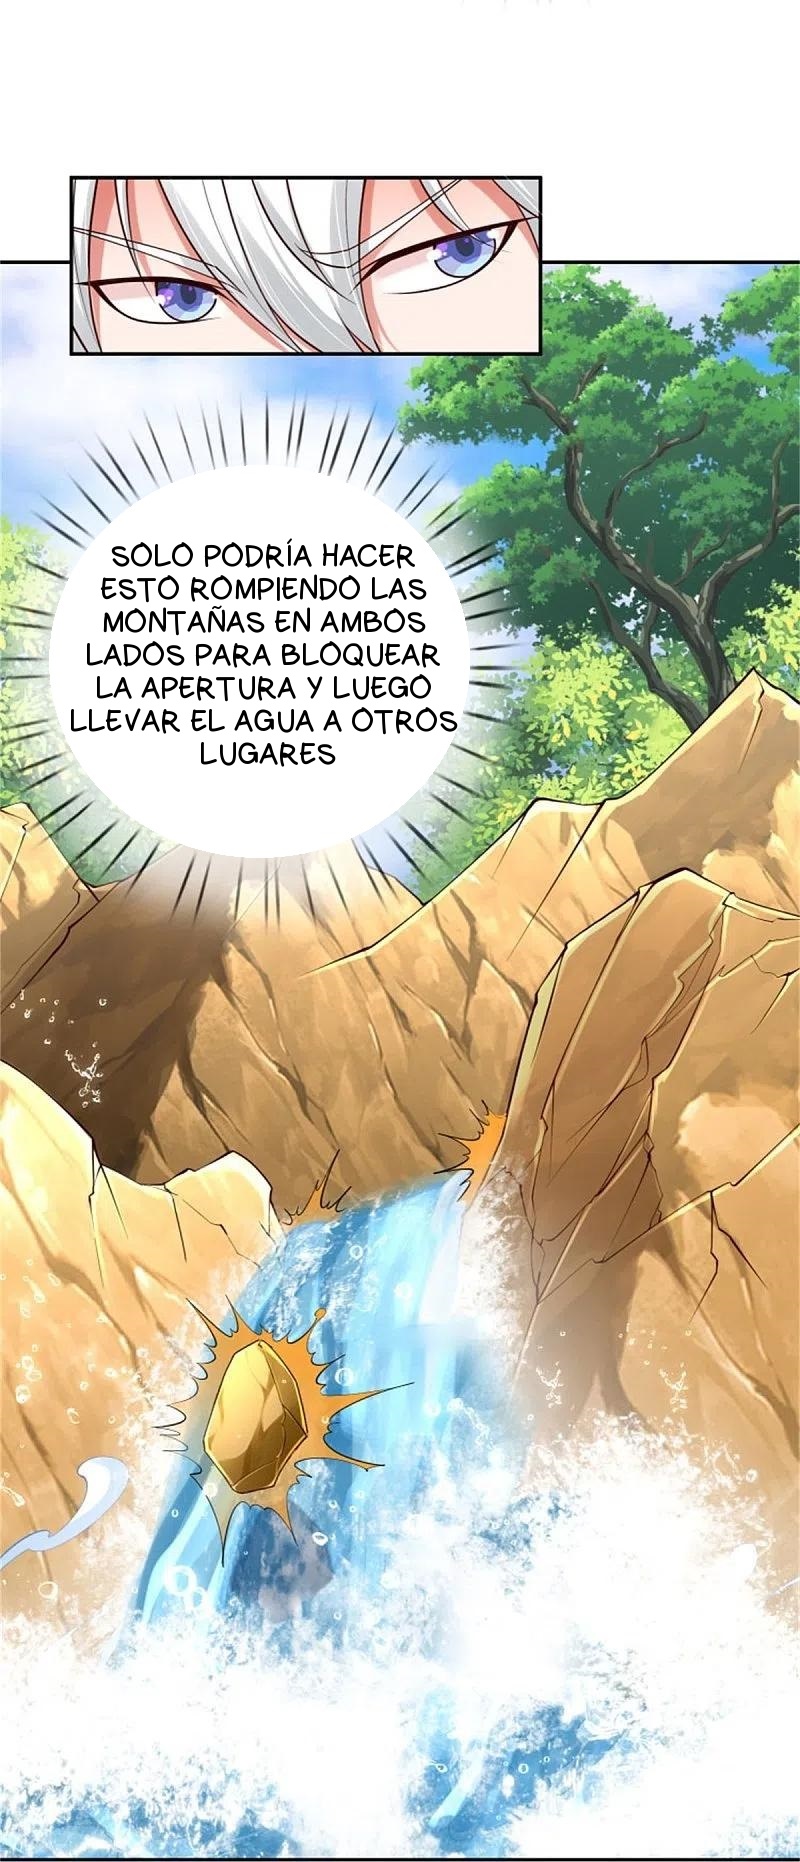 SOLO PODRÍA HACER
ESTO ROMPIENDO LAS
MONTAÑAS EN AMBOS
LADOS PARA BLOQUEAR
LA APERTURA Y LUEGO
LLEVAR EL AGUA A OTROS
LUGARES